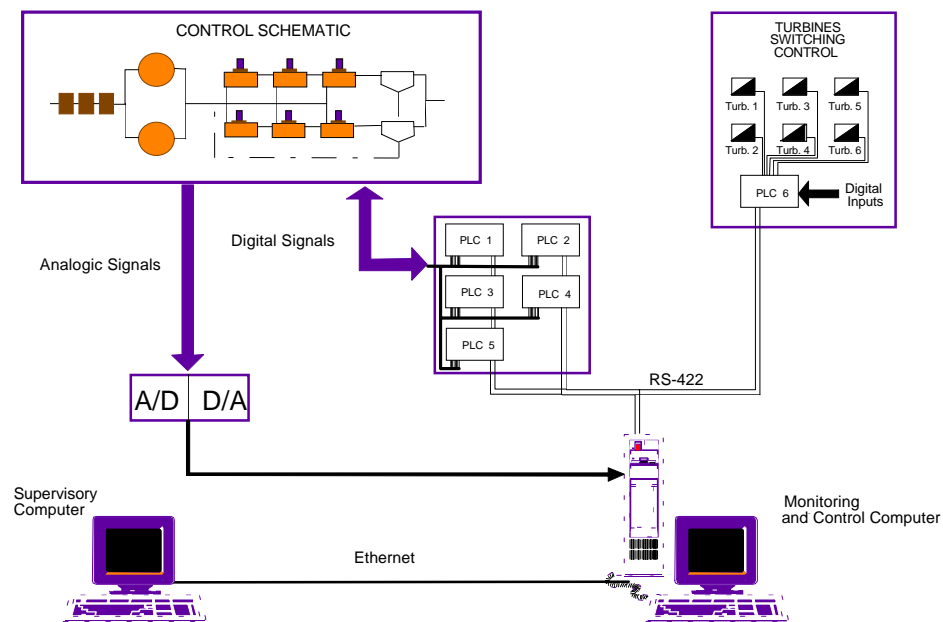 CONTROL SCHEMATIC
TURBINES
SWITCHING
CONTROL
Turb. 1
Turb. 3
Turb. 5
Turb. 2
Turb. 4
Turb. 6
PLC 6
Digital
Inputs
Analogic Signals
Digital Signals
PLC 1
PLC 2
PLC 3
PLC 4
PLC 5
RS-422
A/D
D/A
Supervisory
Computer
Monitoring
and Control Computer
Ethernet